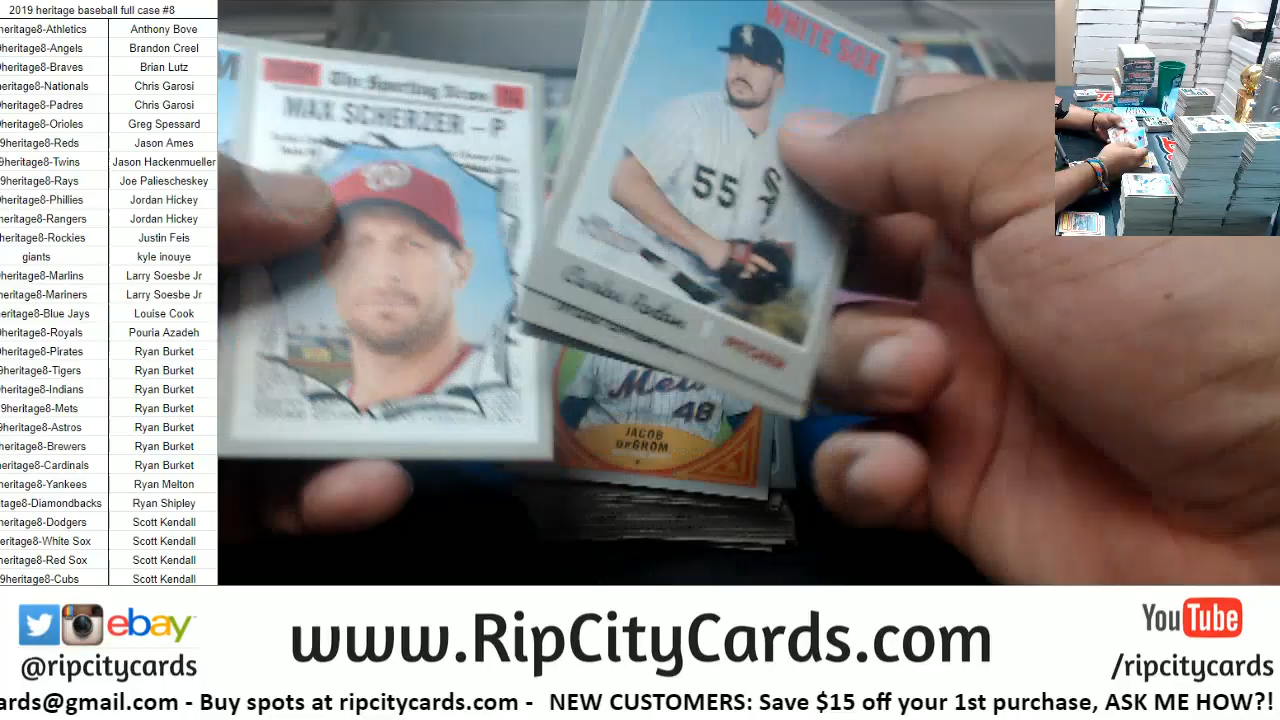 2019 heritage baseball full case #8
heritage8-Athletics Anthony Bove
9heritage8-Angels Brandon Creel
9heritage8-Braves Brian Lutz
heritage8-Nationals Chris Garosi
9heritage8-Padres Chris Garosi
heritage8-Orioles Greg Spessard
9heritage8-Reds Jason Ames
9heritage8-Twins Jason Hackenmueller
9heritage8-Rays Joe Paliescheskey
heritage8-Phillies Jordan Hickey
heritage8-Rangers Jordan Hickey
heritage8-Rockies Justin Feis
giants kyle inouye
heritage8-Marlins Larry Soesbe Jr
eritage8-Mariners Larry Soesbe Jr
eritage8-Blue Jays Louise Cook
heritage8-Royals Pouria Azadeh
heritage8-Pirates Ryan Burket
9heritage8-Tigers Ryan Burket
heritage8-Indians Ryan Burket
9heritage8-Mets Ryan Burket
9heritage8-Astros Ryan Burket
heritage8-Brewers Ryan Burket
eritage8-Cardinals Ryan Burket
heritage8-Yankees Ryan Melton
tage8-Diamondbacks Ryan Shipley
heritage8-Dodgers Scott Kendall
heritage8-White Sox Scott Kendall
heritage8-Red Sox Scott Kendall
9heritage8-Cubs Scott Kendall
The Sporting News
MAX SCHERZER – P
WHITE SOX
55
Carlos Rodon
PITCHER
Mets
48
JACOB
DeGROM
ebay
@ripcitycards
www.RipCityCards.com
YouTube
/ripcitycards
ards@gmail.com - Buy spots at ripcitycards.com - NEW CUSTOMERS: Save $15 off your 1st purchase, ASK ME HOW?!